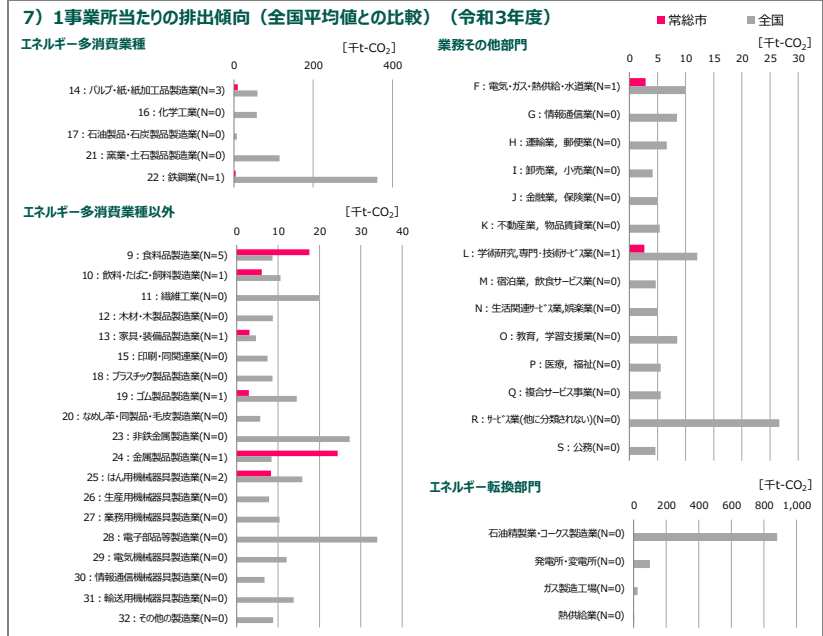 7）1事業所当たりの排出傾向（全国平均値との比較）（令和3年度）
■常総市 ■全国
エネルギー多消費業種
［千t-CO₂］
0 200 400
14：パルプ・紙・紙加工品製造業(N=3)
16：化学工業(N=0)
17：石油製品・石炭製品製造業(N=0)
21：窯業・土石製品製造業(N=0)
22：鉄鋼業(N=1)
エネルギー多消費業種以外
［千t-CO₂］
0 10 20 30 40
9：食料品製造業(N=5)
10：飲料・たばこ・飼料製造業(N=1)
11：繊維工業(N=0)
12：木材・木製品製造業(N=0)
13：家具・装備品製造業(N=1)
15：印刷・同関連業(N=0)
18：プラスチック製品製造業(N=0)
19：ゴム製品製造業(N=1)
20：なめし革・同製品・毛皮製造業(N=0)
23：非鉄金属製造業(N=0)
24：金属製品製造業(N=1)
25：はん用機械器具製造業(N=2)
26：生産用機械器具製造業(N=0)
27：業務用機械器具製造業(N=0)
28：電子部品等製造業(N=0)
29：電気機械器具製造業(N=0)
30：情報通信機械器具製造業(N=0)
31：輸送用機械器具製造業(N=0)
32：その他の製造業(N=0)
業務その他部門
［千t-CO₂］
0 5 10 15 20 25 30
F：電気・ガス・熱供給・水道業(N=1)
G：情報通信業(N=0)
H：運輸業，郵便業(N=0)
I：卸売業，小売業(N=0)
J：金融業，保険業(N=0)
K：不動産業，物品賃貸業(N=0)
L：学術研究,専門・技術ｻｰﾋﾞｽ業(N=1)
M：宿泊業，飲食サービス業(N=0)
N：生活関連ｻｰﾋﾞｽ業,娯楽業(N=0)
O：教育，学習支援業(N=0)
P：医療，福祉(N=0)
Q：複合サービス事業(N=0)
R：ｻｰﾋﾞｽ業(他に分類されない)(N=0)
S：公務(N=0)
エネルギー転換部門
［千t-CO₂］
0 200 400 600 800 1,000
石油精製業・コークス製造業(N=0)
発電所・変電所(N=0)
ガス製造工場(N=0)
熱供給業(N=0)